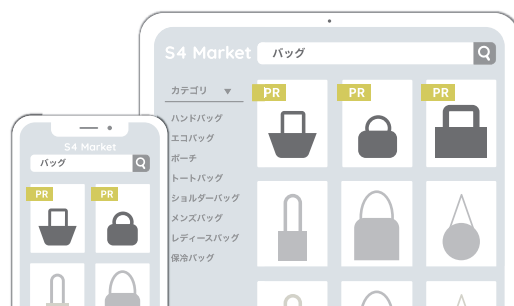 S4 Market
バッグ
カテゴリ ▼
PR
PR
PR
ハンドバッグ
エコバッグ
ポーチ
トートバッグ
ショルダーバッグ
メンズバッグ
レディースバッグ
保冷バッグ
S4 Market
バッグ
PR
PR